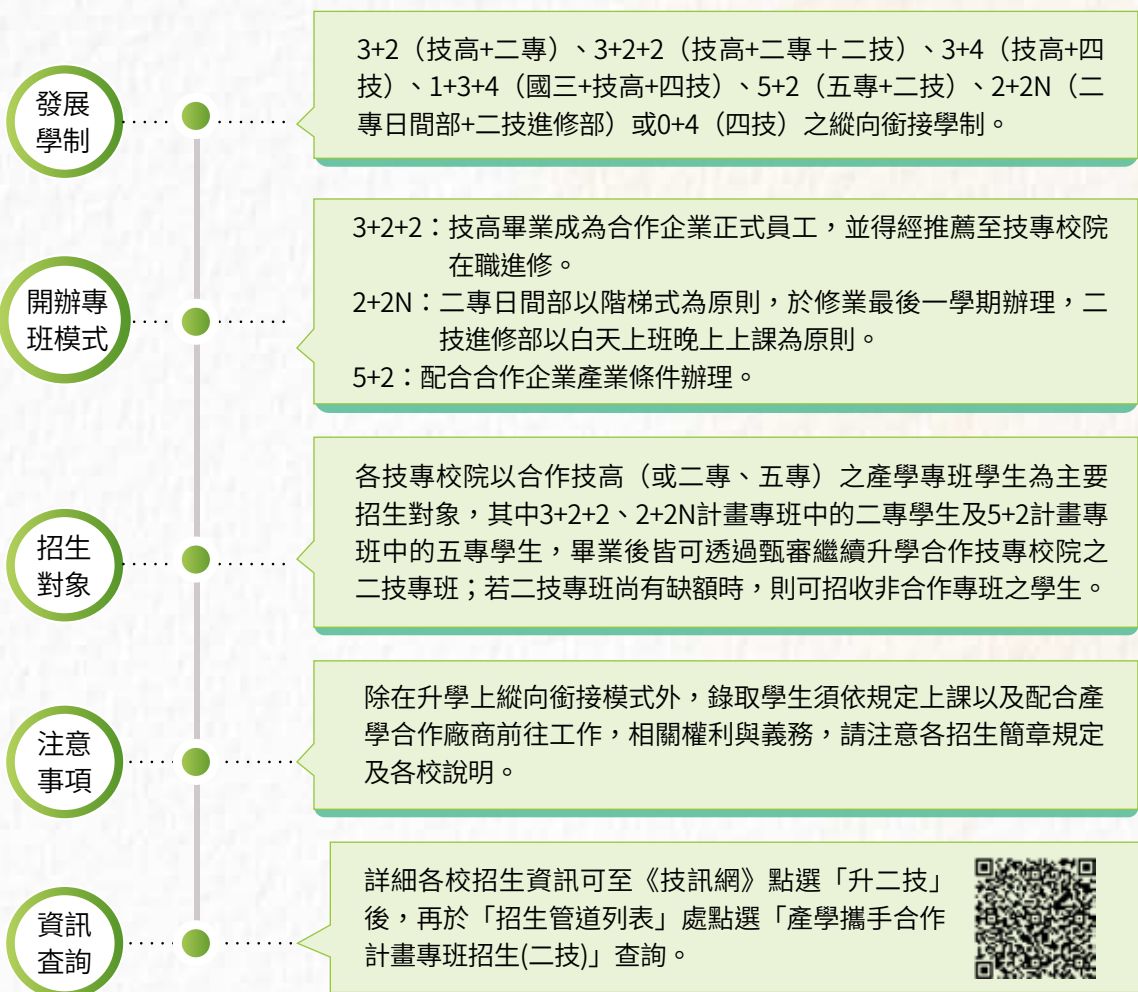 發展
學制
3+2（技高+二專）、3+2+2（技高+二專＋二技）、3+4（技高+四
技）、1+3+4（國三+技高+四技）、5+2（五專+二技）、2+2N（二
專日間部+二技進修部）或0+4（四技）之縱向銜接學制。
開辦專
班模式
3+2+2：技高畢業成為合作企業正式員工，並得經推薦至技專校院
在職進修。
2+2N：二專日間部以階梯式為原則，於修業最後一學期辦理，二
技進修部以白天上班晚上上課為原則。
5+2：配合合作企業產業條件辦理。
招生
對象
各技專校院以合作技高（或二專、五專）之產學專班學生為主要
招生對象，其中3+2+2、2+2N計畫專班中的二專學生及5+2計畫專
班中的五專學生，畢業後皆可透過甄審繼續升學合作技專校院之
二技專班；若二技專班尚有缺額時，則可招收非合作專班之學生。
注意
事項
除在升學上縱向銜接模式外，錄取學生須依規定上課以及配合產
學合作廠商前往工作，相關權利與義務，請注意各招生簡章規定
及各校說明。
資訊
查詢
詳細各校招生資訊可至《技訊網》點選「升二技」
後，再於「招生管道列表」處點選「產學攜手合作
計畫專班招生(二技)」查詢。